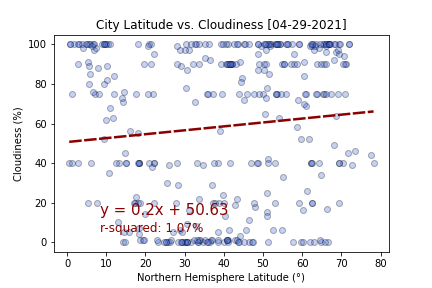 City Latitude vs. Cloudiness [04-29-2021]
Cloudiness (%)
100
80
60
40
20
0
y = 0.2x + 50.63
r-squared: 1.07%
0 10 20 30 40 50 60 70 80
Northern Hemisphere Latitude (°)